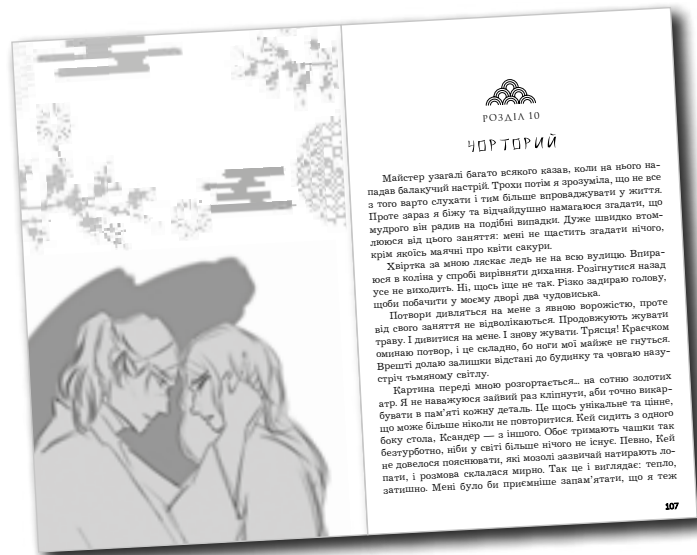 РОЗДІЛ 10
ЧОРТОРИЙ
Майстер узагалі багато всякого казав, коли на нього на-
падав балакучий настрій. Трохи потім я зрозуміла, що не все
з того варто слухати і тим більше впроваджувати у життя.
Проте зараз я біжу та відчайдушно намагаюся згадати, що
мудрого він радив на подібні випадки. Дуже швидко втом-
лююся від цього заняття: мені не щастить згадати нічого,
крім якоїсь маячні про квіти сакури.
Хвіртка за мною ляскає ледь не на всю вулицю. Впира-
юся в коліна у спробі вирівняти дихання. Розігнутися назад
усе не виходить. Ні, щось іще не так. Різко задираю голову,
щоби побачити у моєму дворі два чудовиська.
Потвори дивляться на мене з явною ворожістю, проте
від свого заняття не відволікаються. Продовжують жувати
траву. І дивитися на мене. І знову жувати. Трясця! Краєчком
оминаю потвор, і це складно, бо ноги мої майже не гнуться.
Врешті долаю залишки відстані до будинку та човгаю назу-
стріч тьмяному світлу.
Картина переді мною розгортається.. на сотню золотих
атр. Я не наважуюся зайвий раз кліпнути, аби точно викар-
бувати в пам'яті кожну деталь. Це щось унікальне та цінне,
що може більше ніколи не повторитися. Кей сидить з одного
боку стола, Ксандер — з іншого. Обоє тримають чашки так
безтурботно, ніби у світі більше нічого не існує. Певно, Кей
не довелося пояснювати, які мозолі зазвичай натирають ло-
пати, і розмова склалася мирно. Так це і виглядає: тепло,
затишно. Мені було би приємніше запам'ятати, що я теж
107